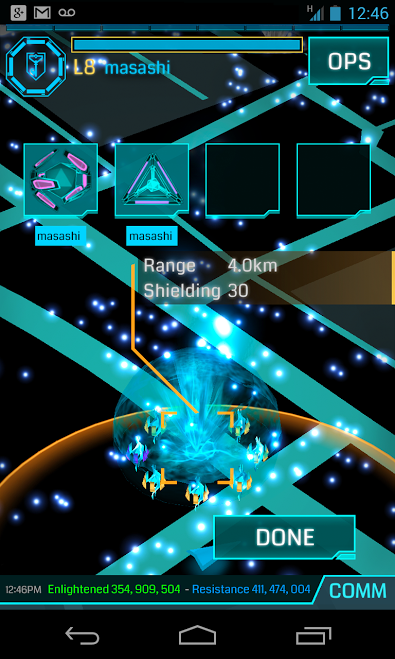 H 12:46
L8 masashi
OPS
masashi masashi
Range 4.0km
Shielding 30
DONE
12:46PM Enlightened 354, 909, 504 - Resistance 411, 474, 004
COMM